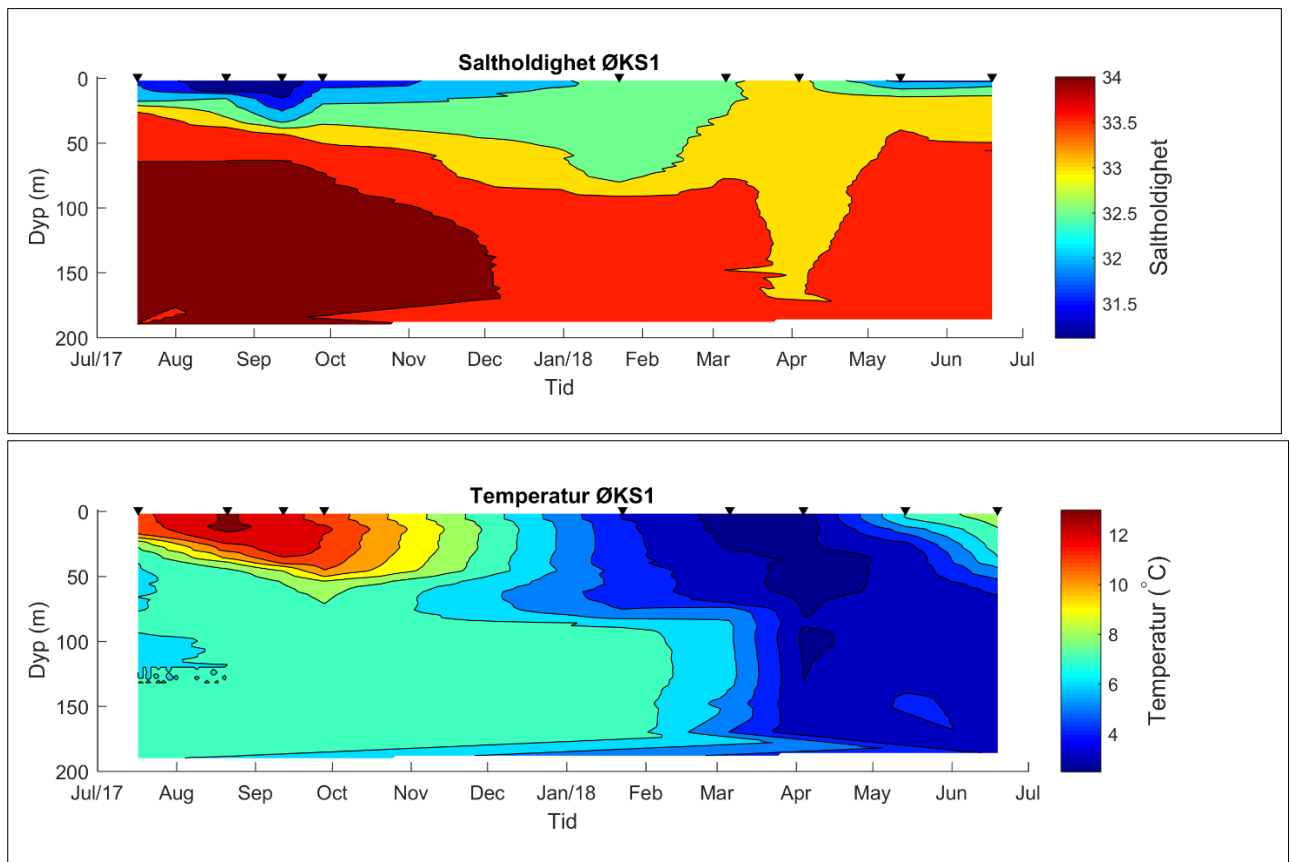 Saltholdighet ØKS1
0
50
100
150
200
Dyp (m)
Jul/17 Aug Sep Oct Nov Dec Jan/18 Feb Mar Apr May Jun Jul
Tid
34
33.5
33
32.5
32
31.5
Saltholdighet
Temperatur ØKS1
0
50
100
150
200
Dyp (m)
Jul/17 Aug Sep Oct Nov Dec Jan/18 Feb Mar Apr May Jun Jul
Tid
12
10
8
6
4
Temperatur (°C)